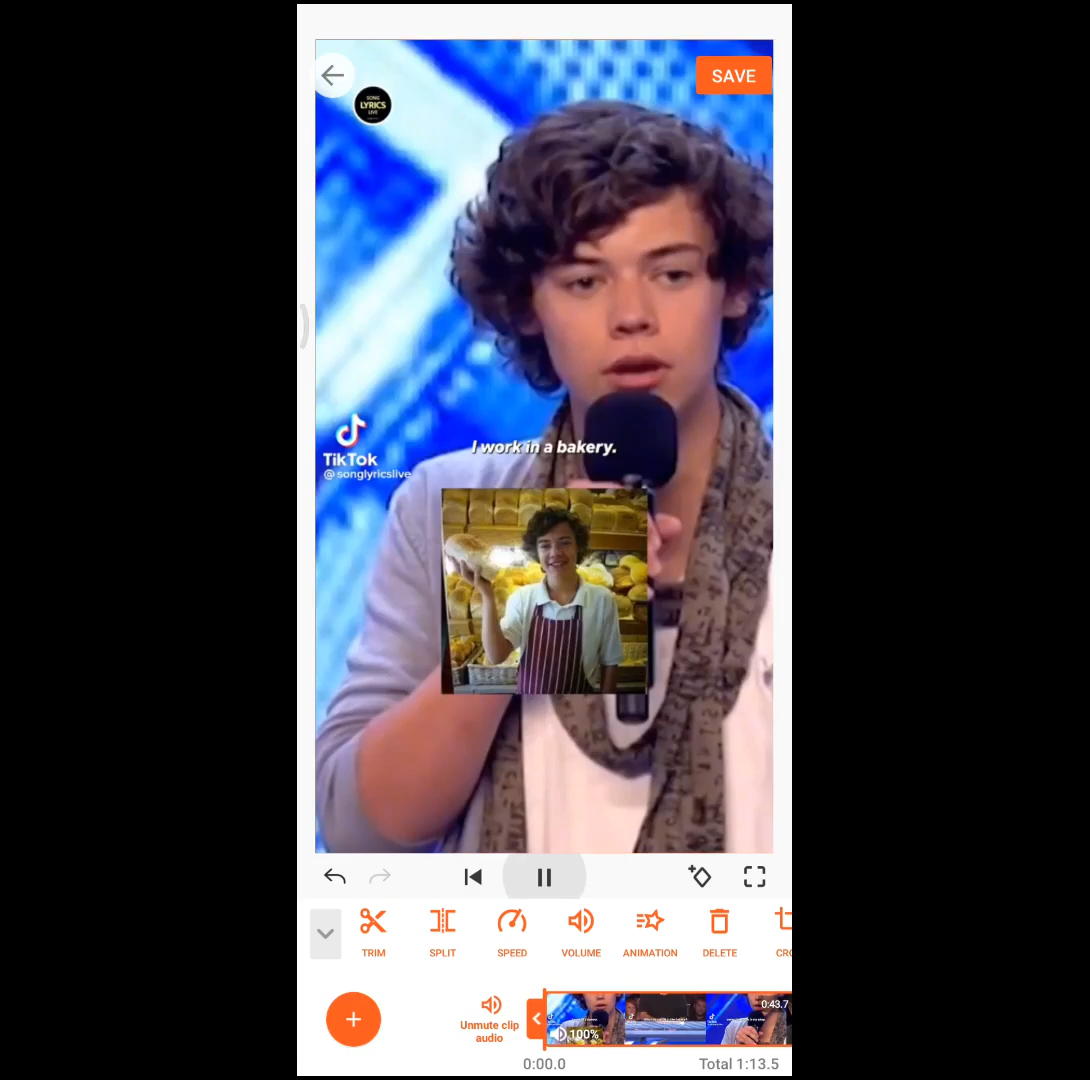 SAVE
SONG
LYRICS
LIVE
I work in a bakery.
TikTok
@songlyricslive
TRIM
SPLIT
SPEED
VOLUME
ANIMATION
DELETE
CRO
Unmute clip
audio
100%
0:43.7
0:00.0
Total 1:13.5